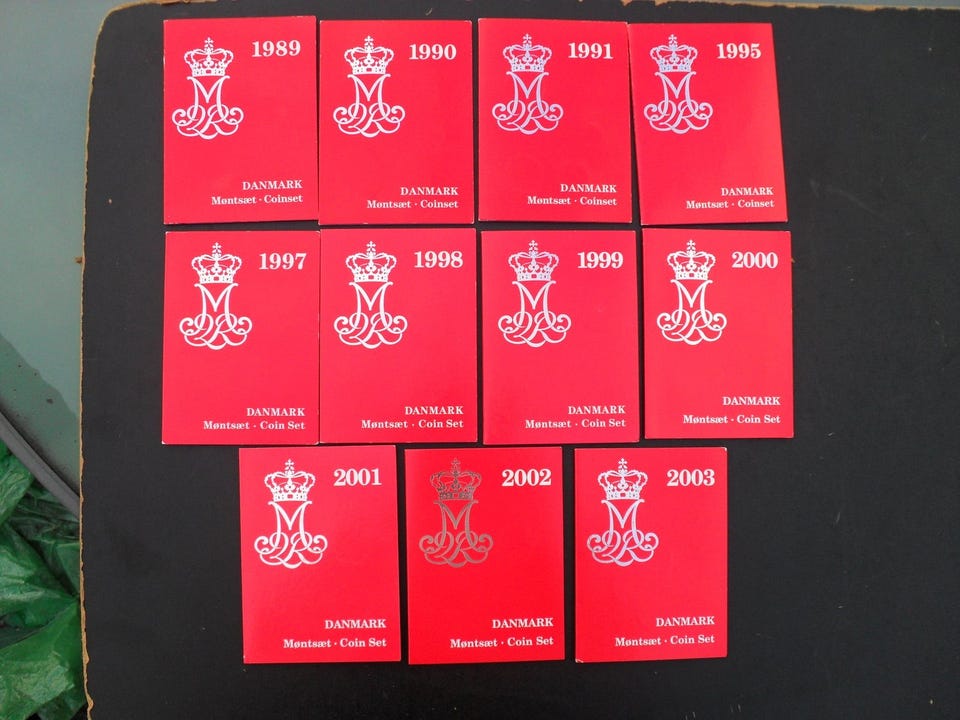 1989
DANMARK
Møntsæt · Coinset
1990
DANMARK
Møntsæt · Coinset
1991
DANMARK
Møntsæt · Coinset
1995
DANMARK
Møntsæt · Coinset
1997
DANMARK
Møntsæt · Coin Set
1998
DANMARK
Møntsæt · Coin Set
1999
DANMARK
Møntsæt · Coin Set
2000
DANMARK
Møntsæt · Coin Set
2001
DANMARK
Møntsæt · Coin Set
2002
DANMARK
Møntsæt · Coin Set
2003
DANMARK
Møntsæt · Coin Set